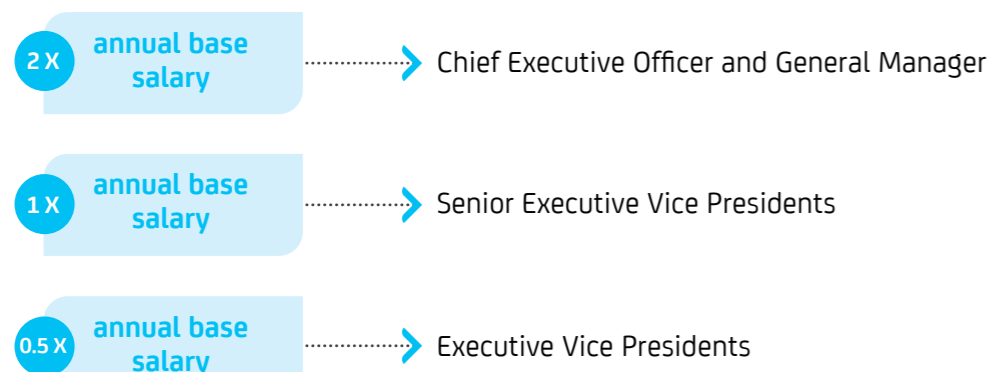 2 X
annual base
salary
Chief Executive Officer and General Manager
1 X
annual base
salary
Senior Executive Vice Presidents
0.5 X
annual base
salary
Executive Vice Presidents